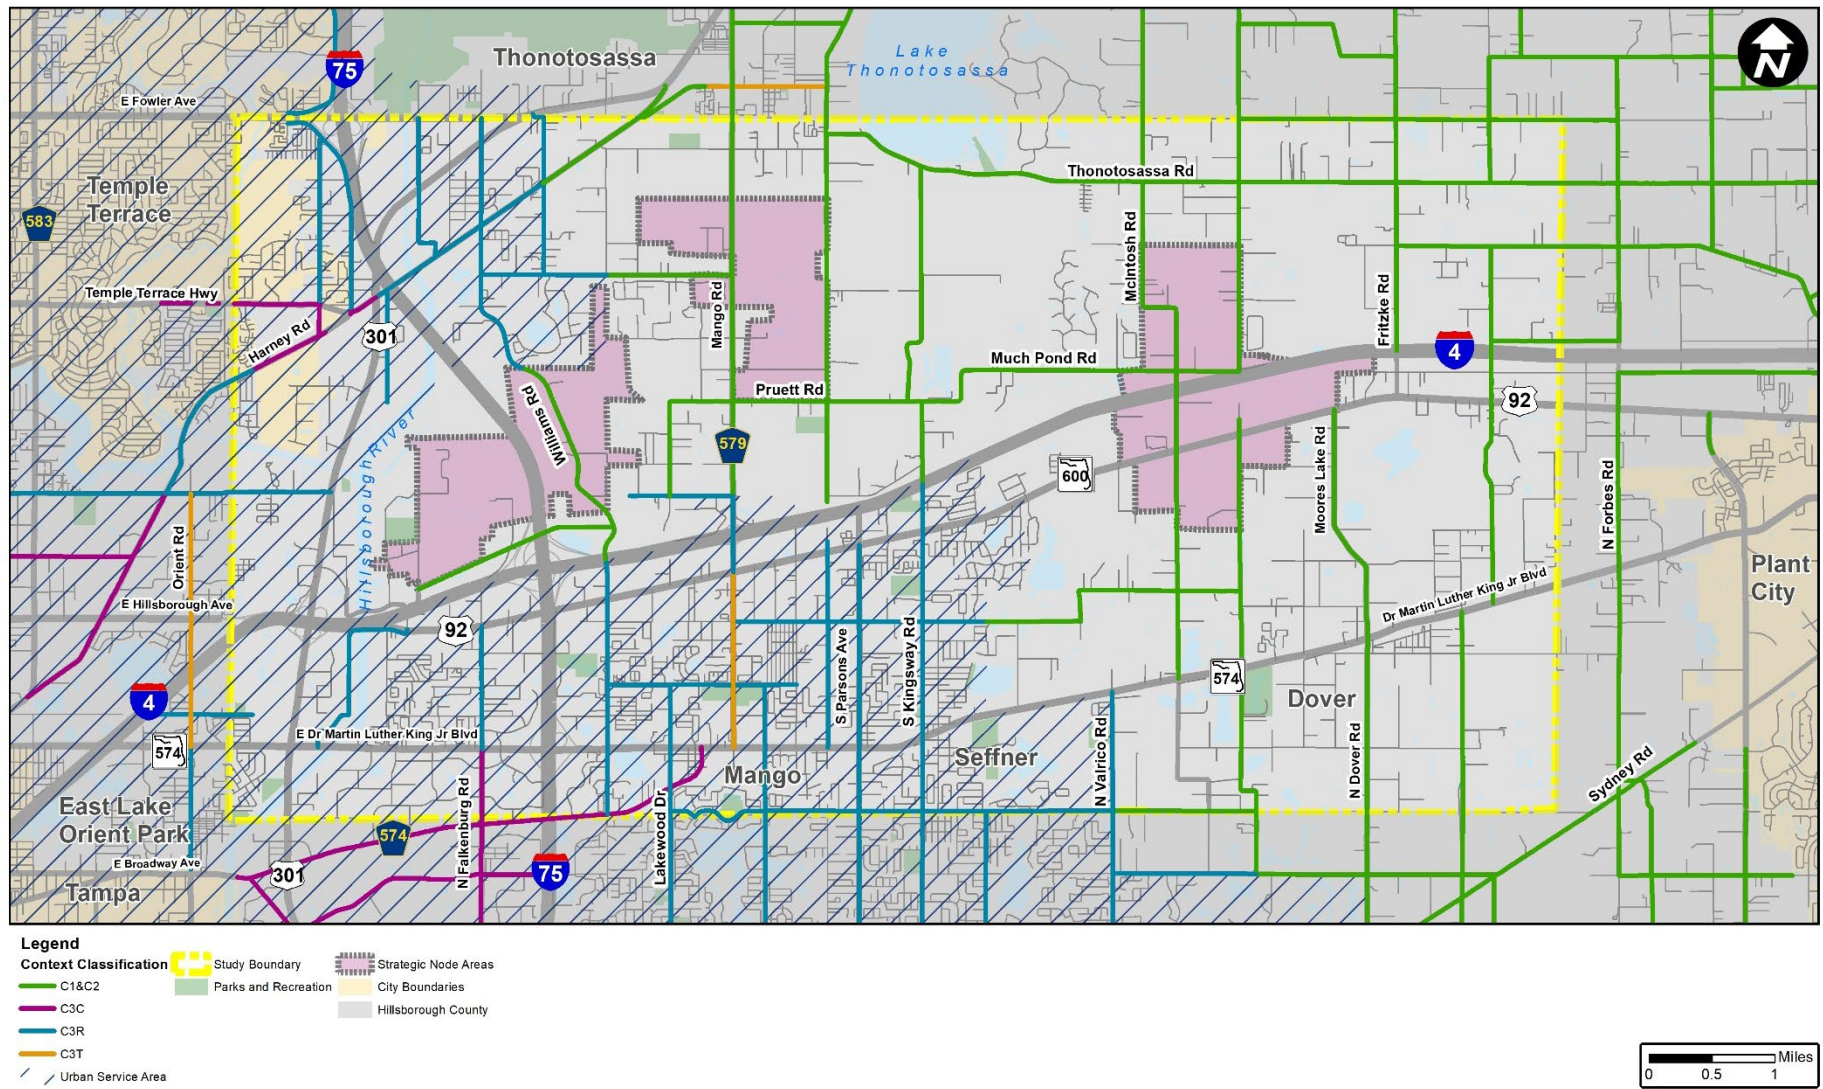 Thonotosassa
Lake
Thonotosassa
N
75
E Fowler Ave
Temple
Terrace
583
Thonotosassa Rd
McIntosh Rd
Temple Terrace Hwy
Harney Rd
301
Mango Rd
Fritzke Rd
4
Much Pond Rd
Pruett Rd
92
Williams Rd
Hillsborough River
579
600
Moores Lake Rd
N Forbes Rd
Orient Rd
E Hillsborough Ave
92
Plant
City
Dr Martin Luther King Jr Blvd
S Parsons Ave
S Kingsway Rd
574
Dover
4
574
E Dr Martin Luther King Jr Blvd
Mango
Seffner
N Valrico Rd
N Dover Rd
Sydney Rd
East Lake
Orient Park
574
N Falkenburg Rd
Lakewood Dr
E Broadway Ave
301
75
Tampa
Legend
Context Classification
C1&C2
C3C
C3R
C3T
Urban Service Area
Study Boundary
Parks and Recreation
Strategic Node Areas
City Boundaries
Hillsborough County
Miles
0 0.5 1